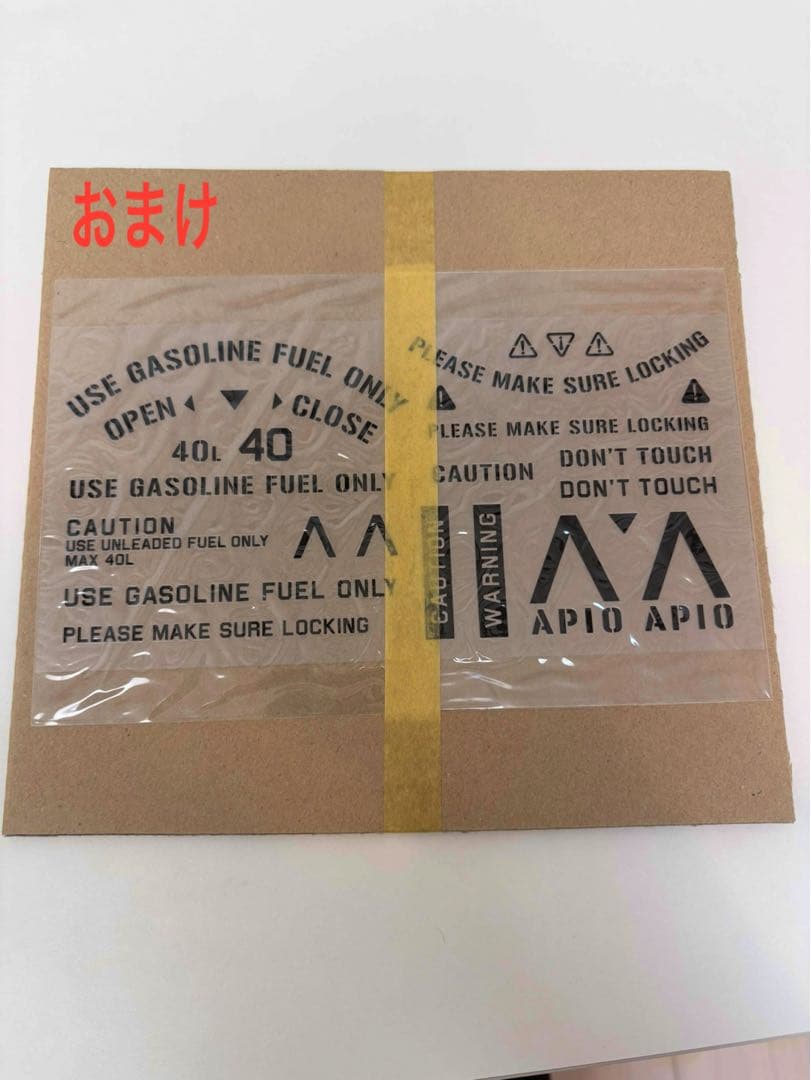 おまけ
USE GASOLINE FUEL ONLY
OPEN CLOSE
40L 40
USE GASOLINE FUEL ONLY
CAUTION
USE UNLEADED FUEL ONLY
MAX 40L
USE GASOLINE FUEL ONLY
PLEASE MAKE SURE LOCKING
PLEASE MAKE SURE LOCKING
PLEASE MAKE SURE LOCKING
CAUTION
DON'T TOUCH
DON'T TOUCH
CAUTION
WARNING
APIO APIO